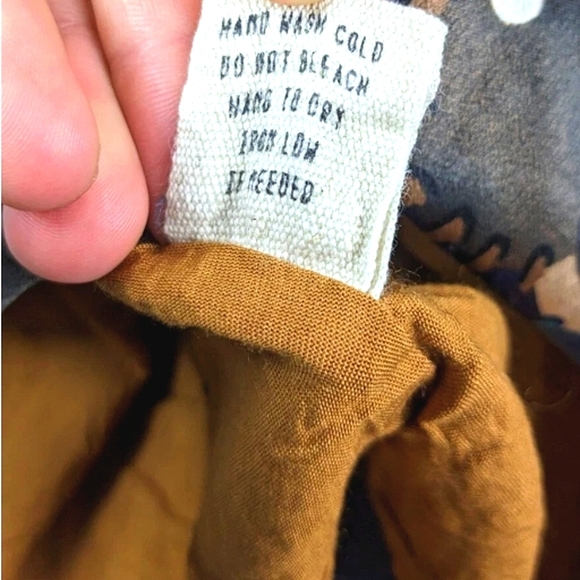 HAND WASH COLD
DO NOT BLEACH
HANG TO DRY
IRON LOW
IF NEEDED